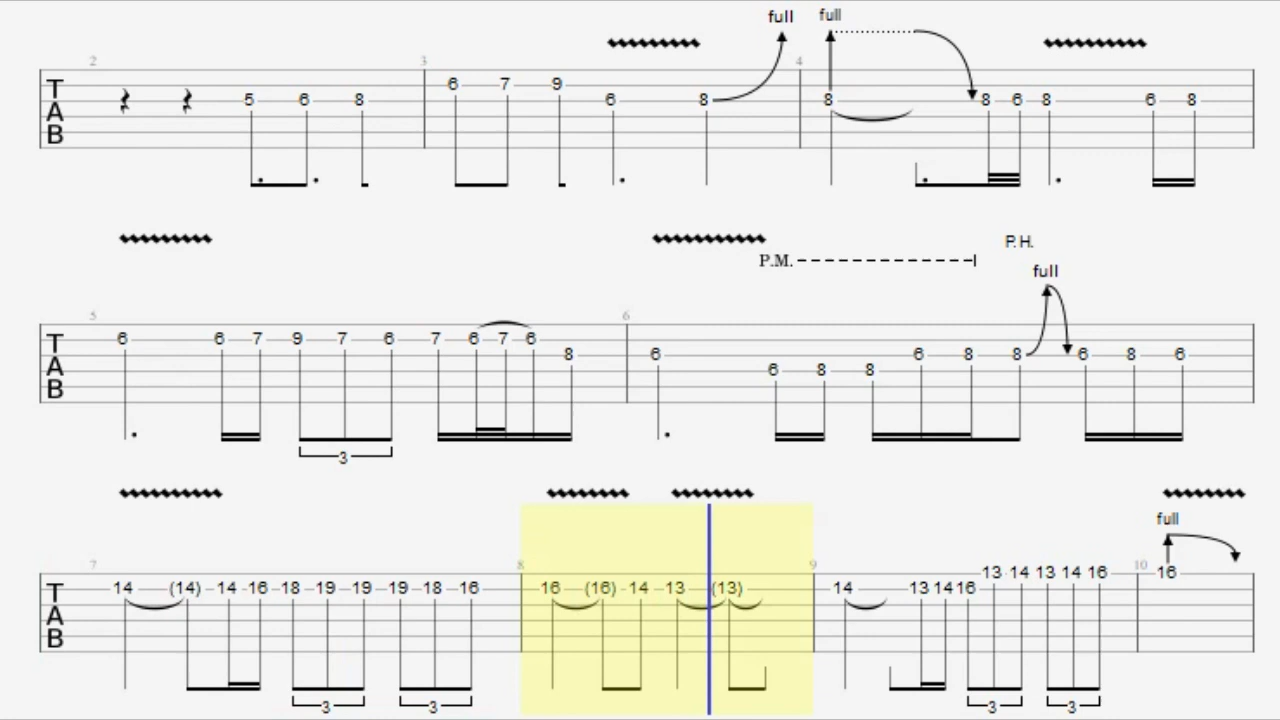 full full
2 3 4
6 7 9
T 5 6 8 6 8 8 8 6 8 6 8
A
B
P.H.
P.M.
full
5 6
T 6 6 7 9 7 6 7 6 7 6
A 8 6 6 8 8 6 8 6
B 6 8 8
3
full
7 8 9 10
13 14 13 14 16 16
T 14 (14) 14 16 18 19 19 19 18 16 16 (16) 14 13 (13) 14 13 14 16
A
B
3 3 3 3